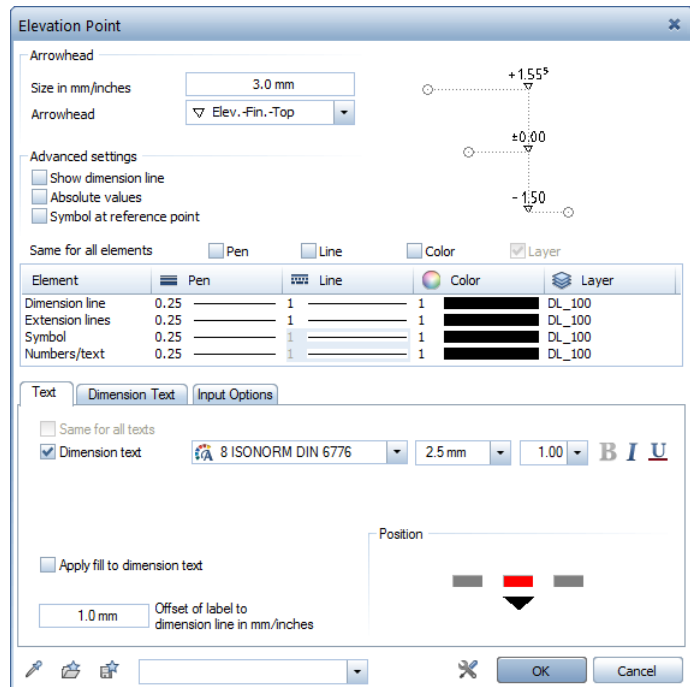 Elevation Point
Arrowhead
Size in mm/inches 3.0 mm
Arrowhead Elev.-Fin.-Top
+1.55⁵
±0.00
-1.50
Advanced settings
Show dimension line
Absolute values
Symbol at reference point
Same for all elements Pen Line Color Layer
Element Pen Line Color Layer
Dimension line 0.25 1 1 DL_100
Extension lines 0.25 1 1 DL_100
Symbol 0.25 1 1 DL_100
Numbers/text 0.25 1 1 DL_100
Text Dimension Text Input Options
Same for all texts
Dimension text 8 ISONORM DIN 6776 2.5 mm 1.00 B I U
Position
Apply fill to dimension text
1.0 mm Offset of label to
dimension line in mm/inches
OK Cancel